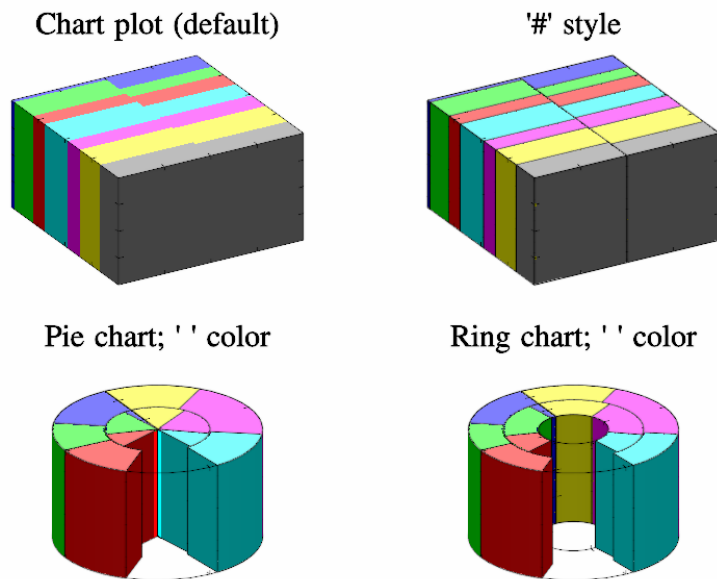 Chart plot (default)
'#' style
Pie chart; ' ' color
Ring chart; ' ' color